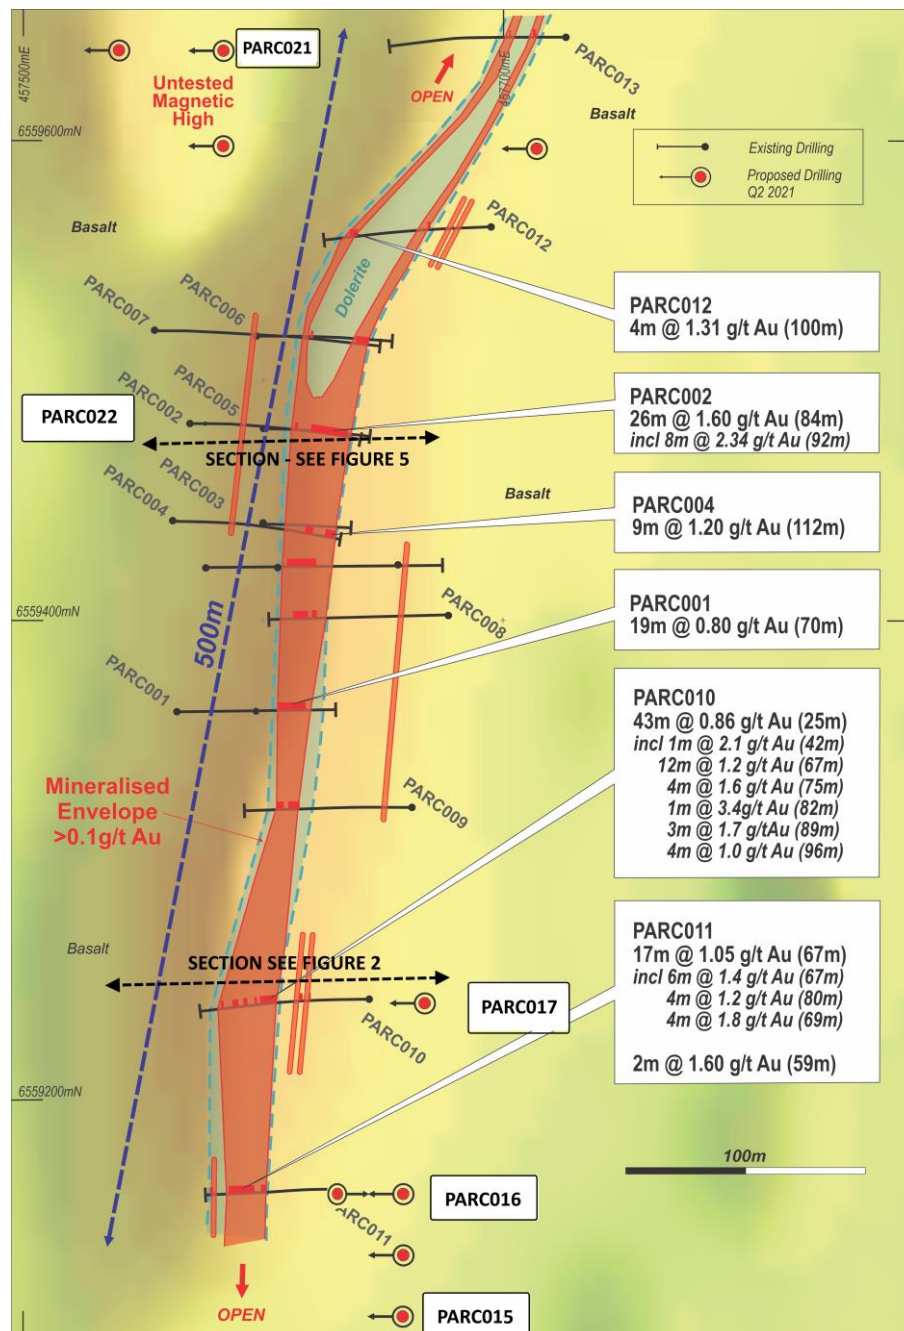 457500mE
PARC021
Untested
Magnetic
High
OPEN
457700mE
PARC013
Basalt
6559600mN
Existing Drilling
Proposed Drilling
Q2 2021
Basalt
PARC012
Dolerite
PARC007
PARC006
PARC012
4m @ 1.31 g/t Au (100m)
PARC022
PARC002
PARC005
PARC002
26m @ 1.60 g/t Au (84m)
incl 8m @ 2.34 g/t Au (92m)
SECTION - SEE FIGURE 5
PARC003
PARC004
Basalt
PARC004
9m @ 1.20 g/t Au (112m)
6559400mN
500m
PARC008
PARC001
19m @ 0.80 g/t Au (70m)
PARC001
PARC010
43m @ 0.86 g/t Au (25m)
incl 1m @ 2.1 g/t Au (42m)
12m @ 1.2 g/t Au (67m)
4m @ 1.6 g/t Au (75m)
1m @ 3.4g/t Au (82m)
3m @ 1.7 g/tAu (89m)
4m @ 1.0 g/t Au (96m)
Mineralised
Envelope
>0.1g/t Au
PARC009
Basalt
SECTION SEE FIGURE 2
PARC017
PARC010
PARC011
17m @ 1.05 g/t Au (67m)
incl 6m @ 1.4 g/t Au (67m)
4m @ 1.2 g/t Au (80m)
4m @ 1.8 g/t Au (69m)
2m @ 1.60 g/t Au (59m)
6559200mN
100m
PARC016
ARC011
OPEN
PARC015